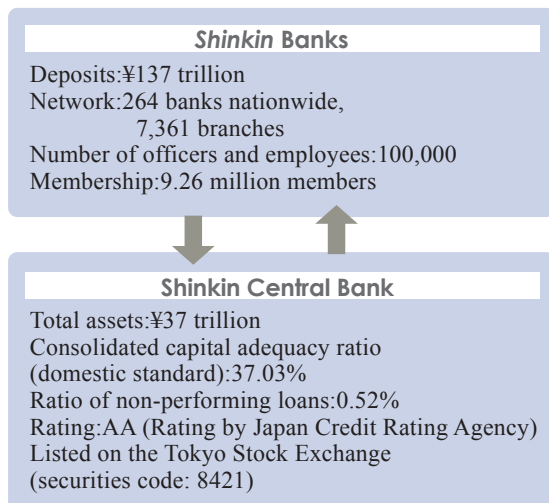 Shinkin Banks
Deposits:¥137 trillion
Network:264 banks nationwide,
7,361 branches
Number of officers and employees:100,000
Membership:9.26 million members
Shinkin Central Bank
Total assets:¥37 trillion
Consolidated capital adequacy ratio
(domestic standard):37.03%
Ratio of non-performing loans:0.52%
Rating:AA (Rating by Japan Credit Rating Agency)
Listed on the Tokyo Stock Exchange
(securities code: 8421)